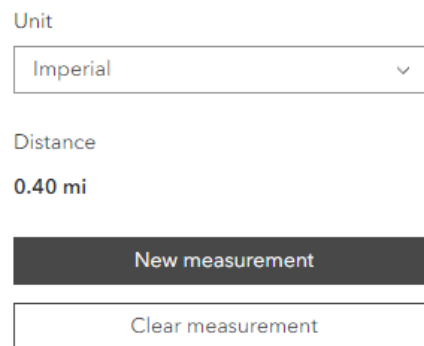 Unit
Imperial
Distance
0.40 mi
New measurement
Clear measurement